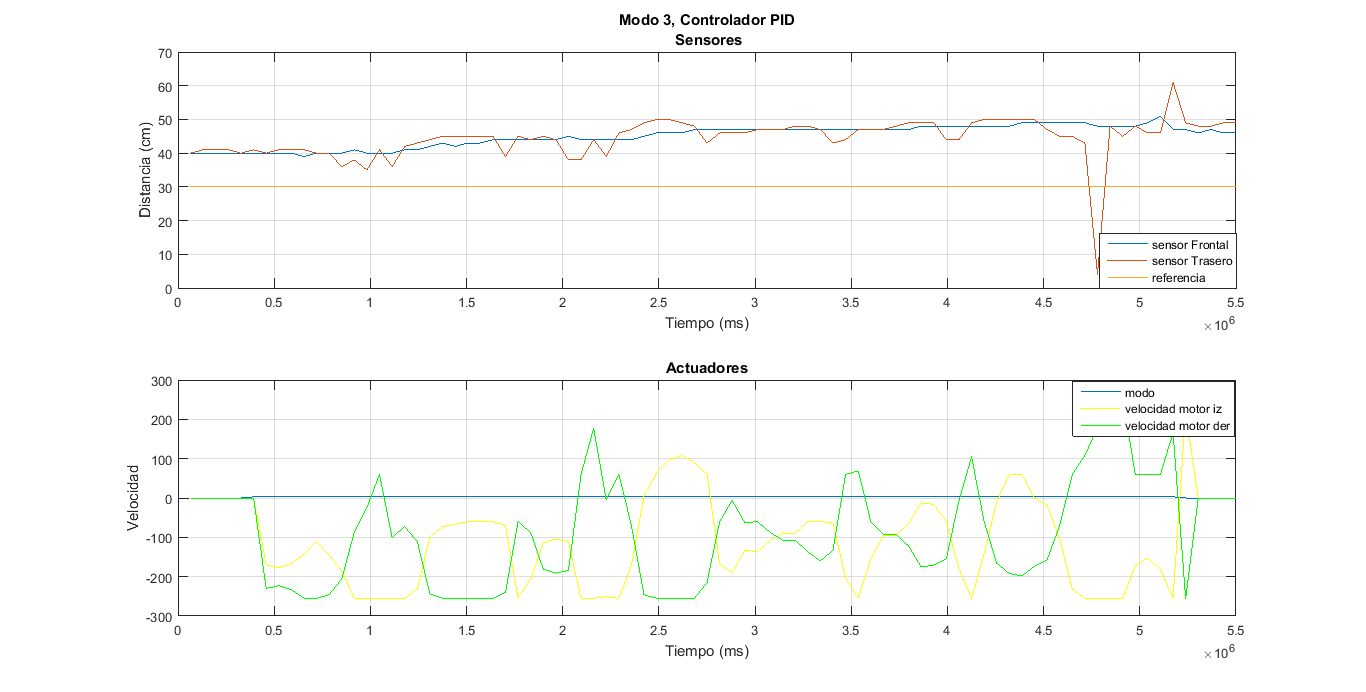 Modo 3, Controlador PID
Sensores
Distancia (cm)
70
60
50
40
30
20
10
0
0 0.5 1 1.5 2 2.5 3 3.5 4 4.5 5 5.5
Tiempo (ms)
×10^6
sensor Frontal
sensor Trasero
referencia
Actuadores
Velocidad
300
200
100
0
-100
-200
-300
0 0.5 1 1.5 2 2.5 3 3.5 4 4.5 5 5.5
Tiempo (ms)
×10^6
modo
velocidad motor iz
velocidad motor der